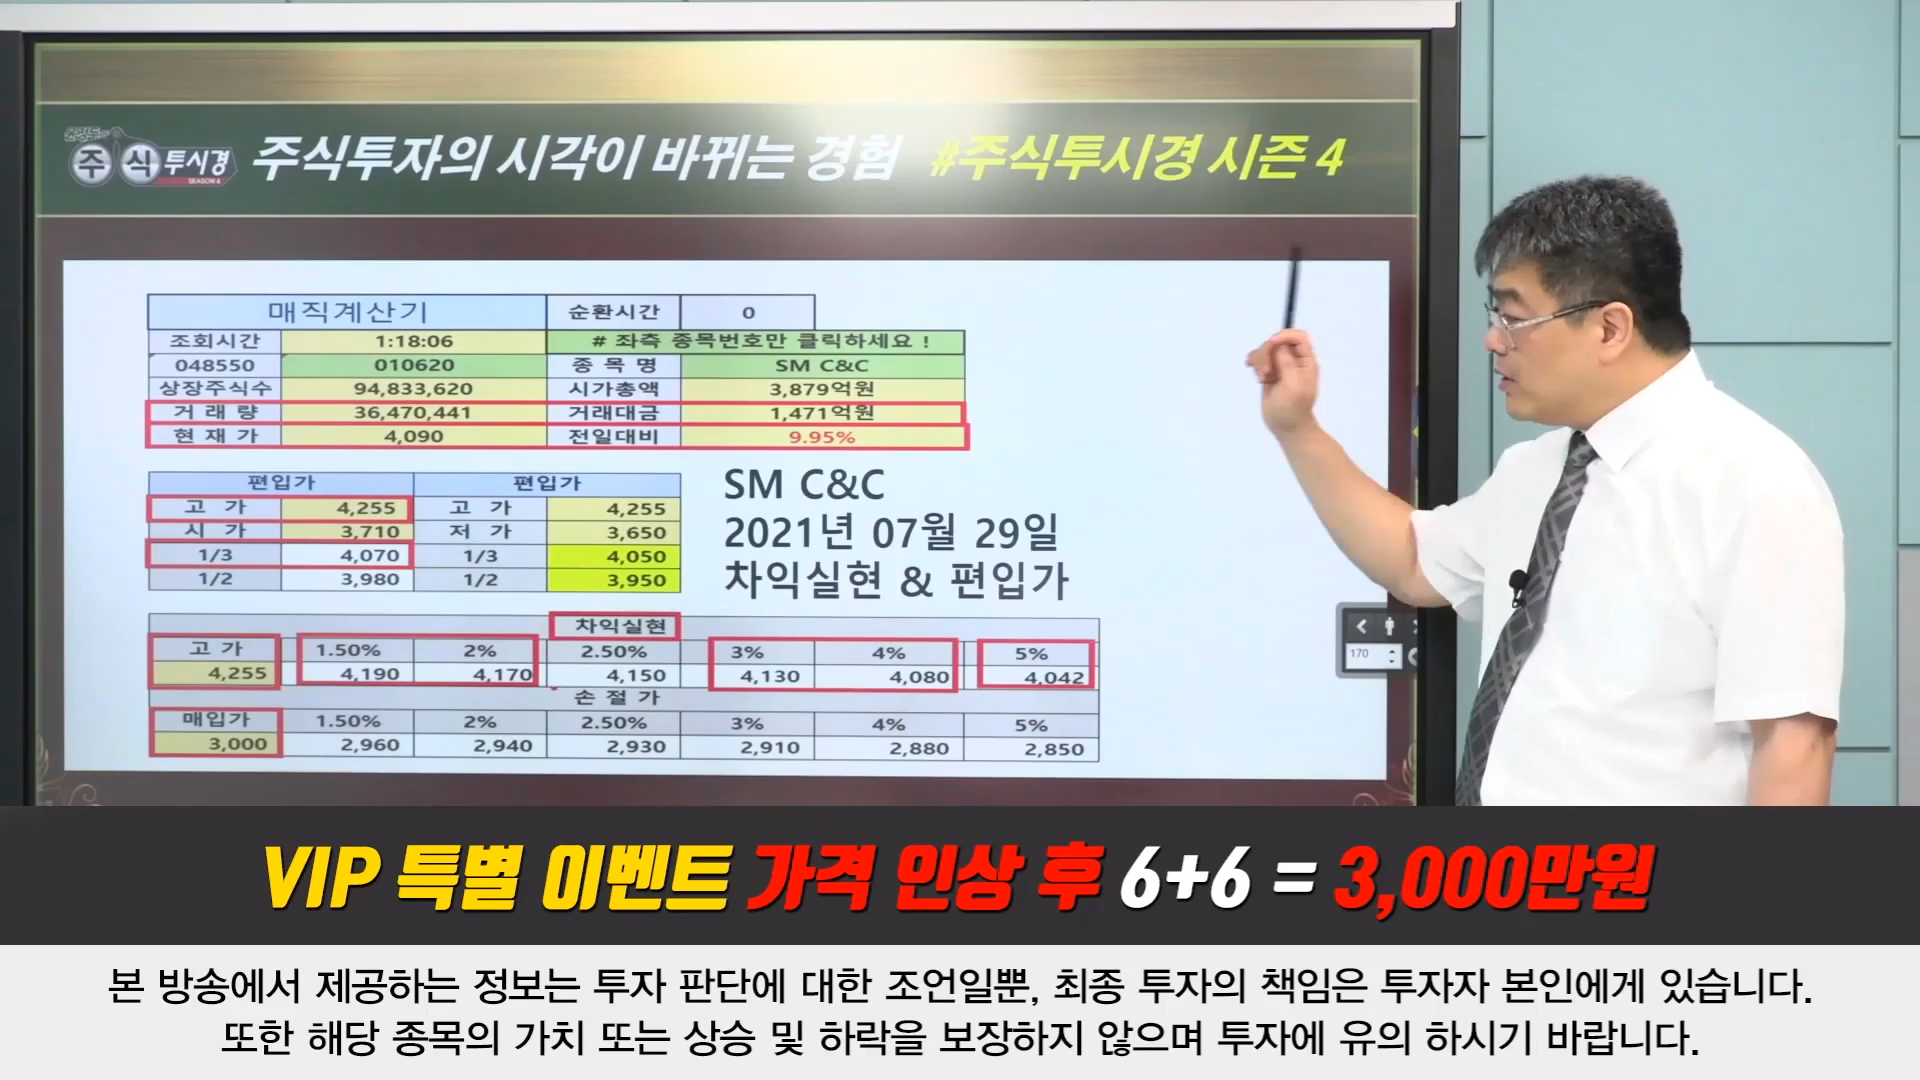 주식투시경
SEASON 4
주식투자의 시각이 바뀌는 경험 #주식투시경 시즌 4
매직계산기 순환시간 0
조회시간 1:18:06 # 좌측 종목번호만 클릭하세요 !
048550 010620 종 목 명 SM C&C
상장주식수 94,833,620 시가총액 3,879억원
거 래 량 36,470,441 거래대금 1,471억원
현 재 가 4,090 전일대비 9.95%
편입가 편입가
고 가 4,255 고 가 4,255
시 가 3,710 저 가 3,650
1/3 4,070 1/3 4,050
1/2 3,980 1/2 3,950
SM C&C
2021년 07월 29일
차익실현 & 편입가
차익실현
고 가 1.50% 2% 2.50% 3% 4% 5%
4,255 4,190 4,170 4,150 4,130 4,080 4,042
손 절 가
매입가 1.50% 2% 2.50% 3% 4% 5%
3,000 2,960 2,940 2,930 2,910 2,880 2,850
170
VIP 특별 이벤트 가격 인상 후 6+6 = 3,000만원
본 방송에서 제공하는 정보는 투자 판단에 대한 조언일뿐, 최종 투자의 책임은 투자자 본인에게 있습니다.
또한 해당 종목의 가치 또는 상승 및 하락을 보장하지 않으며 투자에 유의 하시기 바랍니다.